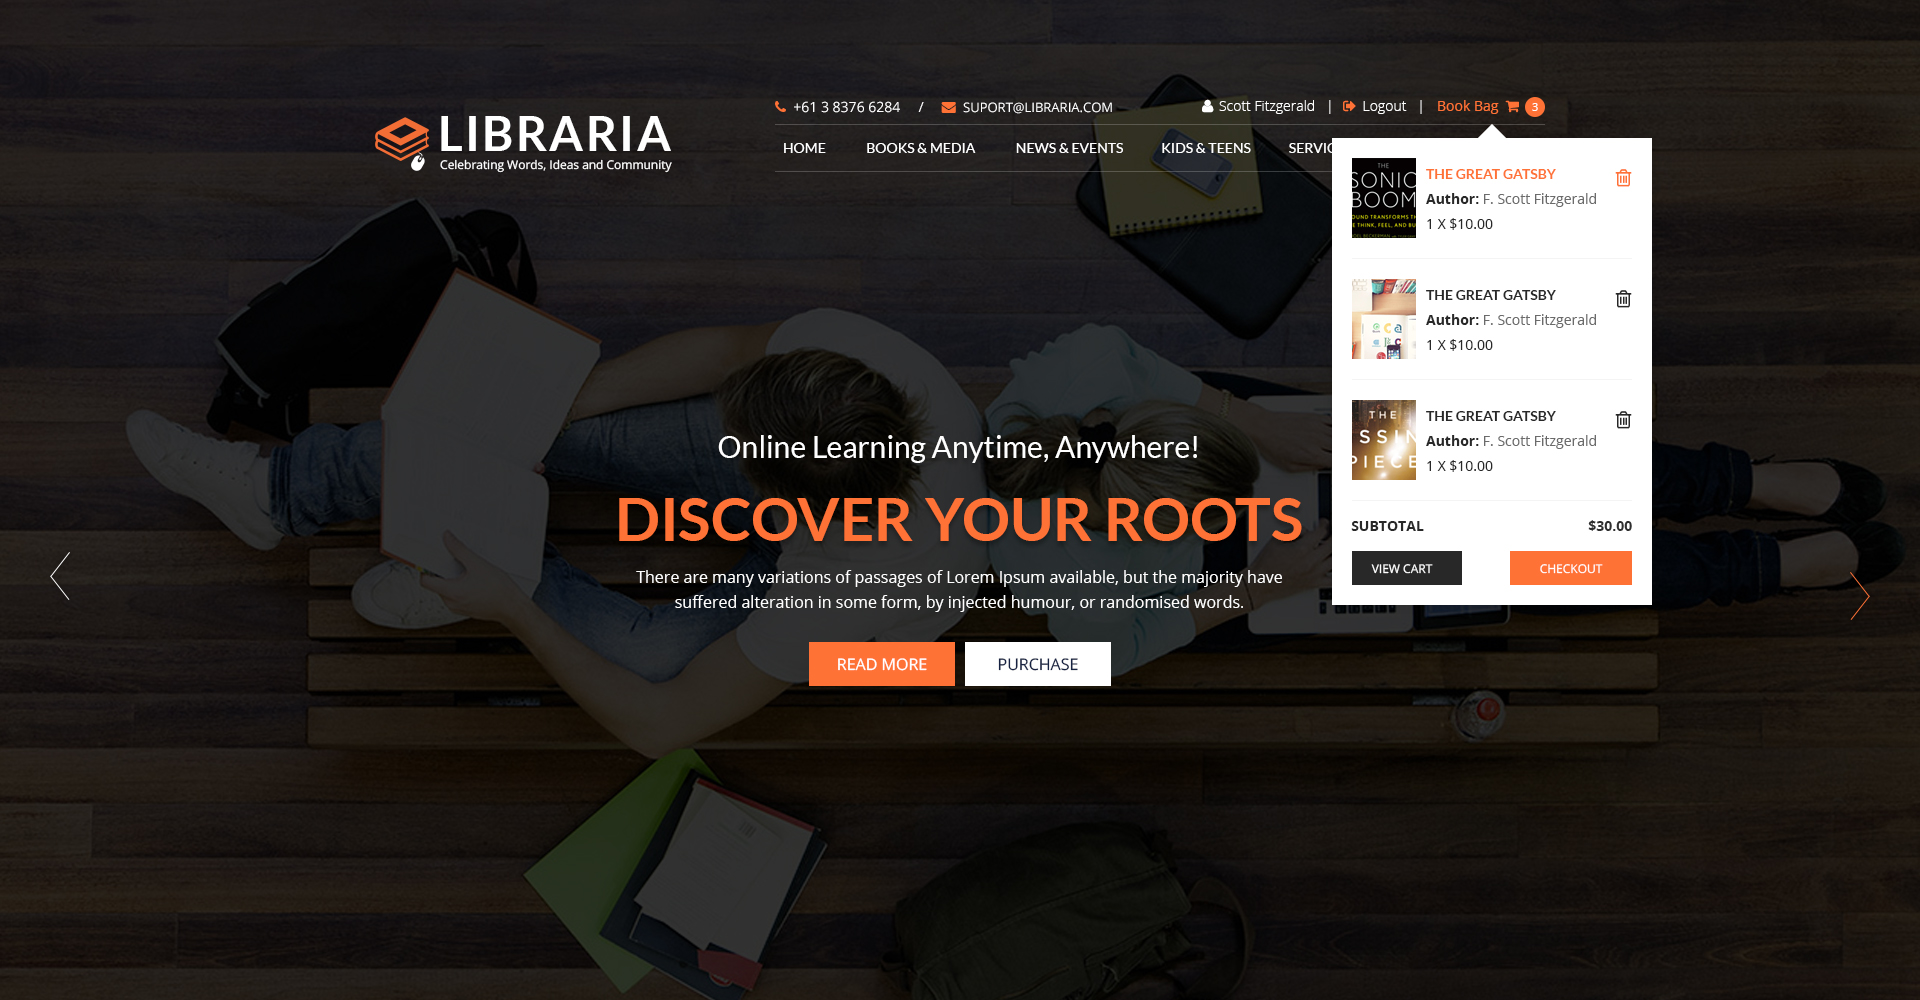 +61 3 8376 6284 / SUPORT@LIBRARIA.COM
Scott Fitzgerald | Logout | Book Bag 3
LIBRARIA
Celebrating Words, Ideas and Community
HOME BOOKS & MEDIA NEWS & EVENTS KIDS & TEENS
THE
SONIC
BOOM
THE GREAT GATSBY
Author: F. Scott Fitzgerald
1 X $10.00
THE GREAT GATSBY
Author: F. Scott Fitzgerald
1 X $10.00
THE
SSIN
PIECE
THE GREAT GATSBY
Author: F. Scott Fitzgerald
1 X $10.00
SUBTOTAL $30.00
VIEW CART CHECKOUT
Online Learning Anytime, Anywhere!
DISCOVER YOUR ROOTS
There are many variations of passages of Lorem Ipsum available, but the majority have
suffered alteration in some form, by injected humour, or randomised words.
READ MORE PURCHASE